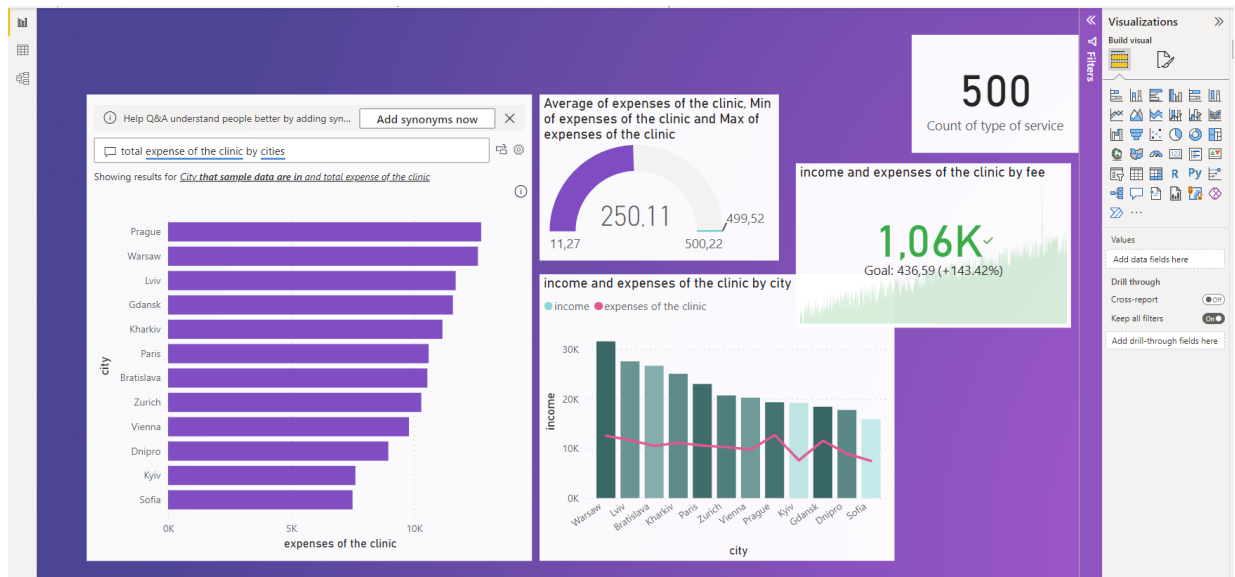 Help Q&A understand people better by adding syn...
Add synonyms now
total expense of the clinic by cities
Showing results for City that sample data are in and total expense of the clinic
city
Prague
Warsaw
Lviv
Gdansk
Kharkiv
Paris
Bratislava
Zurich
Vienna
Dnipro
Kyiv
Sofia
0K 5K 10K
expenses of the clinic
Average of expenses of the clinic, Min
of expenses of the clinic and Max of
expenses of the clinic
250,11
499,52
11,27
500,22
income and expenses of the clinic by city
income expenses of the clinic
income
30K
20K
10K
0K
Warsaw Lviv Bratislava Kharkiv Paris Zurich Vienna Prague Kyiv Gdansk Dnipro Sofia
city
500
Count of type of service
income and expenses of the clinic by fee
1,06K
Goal: 436,59 (+143.42%)
Filters
Visualizations
Build visual
123
R Py
Values
Add data fields here
Drill through
Cross-report Off
Keep all filters On
Add drill-through fields here